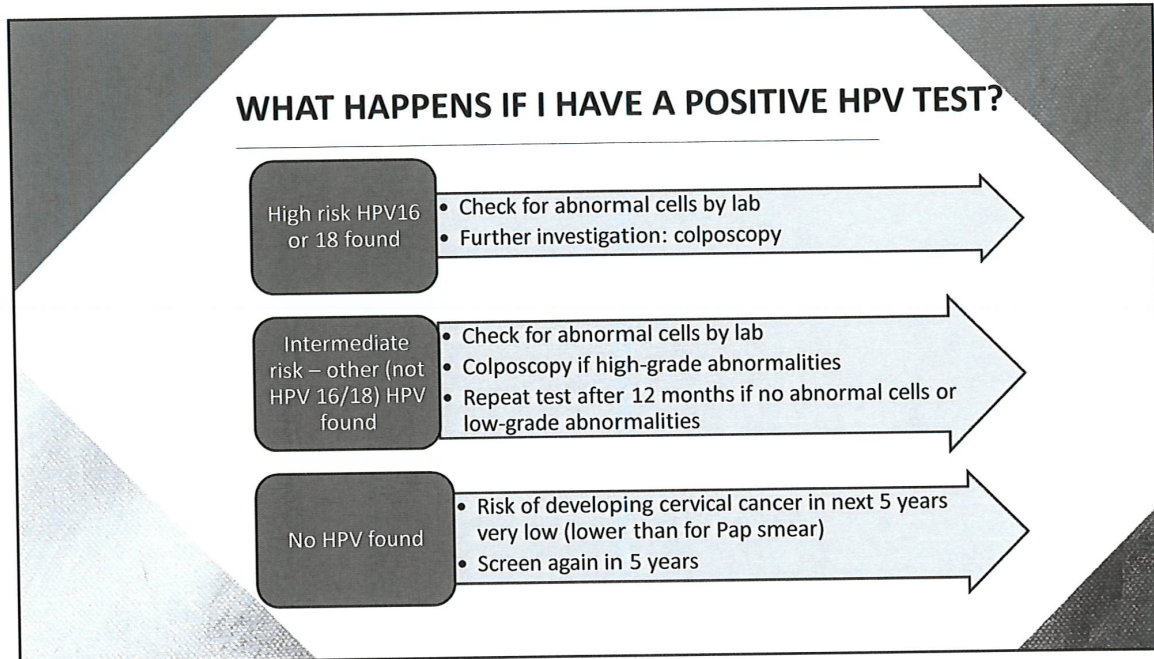 WHAT HAPPENS IF I HAVE A POSITIVE HPV TEST?
High risk HPV16
or 18 found
• Check for abnormal cells by lab
• Further investigation: colposcopy
Intermediate
risk – other (not
HPV 16/18) HPV
found
• Check for abnormal cells by lab
• Colposcopy if high-grade abnormalities
• Repeat test after 12 months if no abnormal cells or
low-grade abnormalities
No HPV found
• Risk of developing cervical cancer in next 5 years
very low (lower than for Pap smear)
• Screen again in 5 years